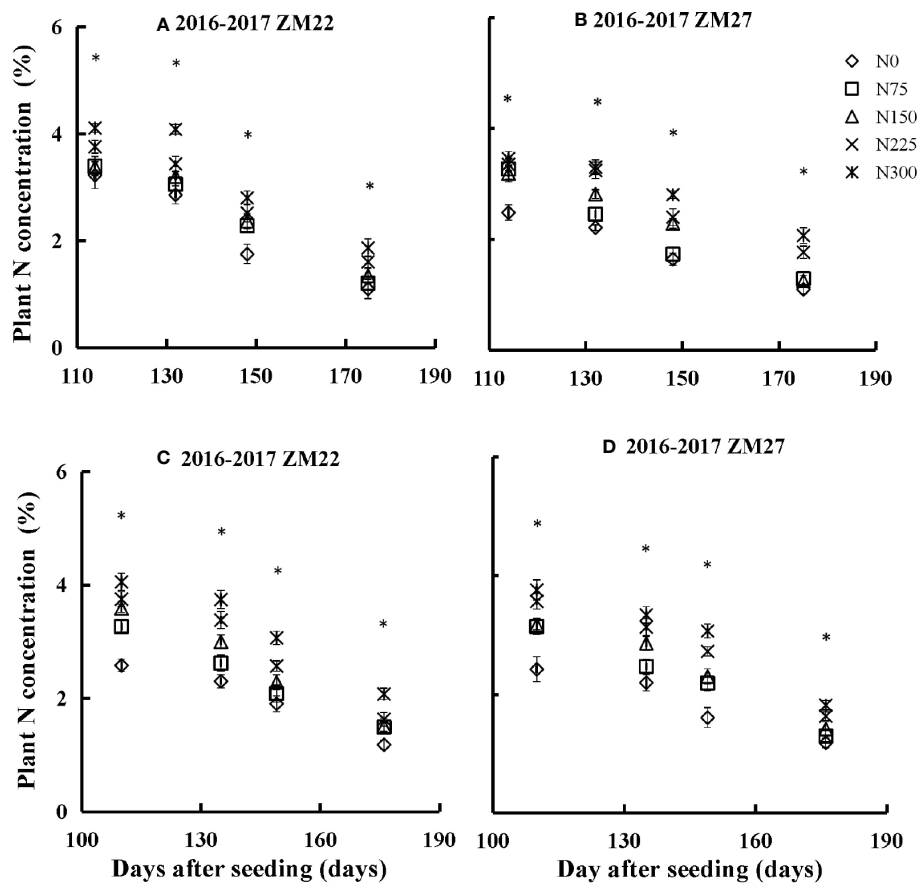 A 2016-2017 ZM22
B 2016-2017 ZM27
Plant N concentration (%)
6
4
2
0
* * * *
* * * *
N0
N75
N150
N225
N300
110 130 150 170 190
110 130 150 170 190
C 2016-2017 ZM22
D 2016-2017 ZM27
Plant N concentration (%)
6
4
2
0
* * * *
* * * *
100 130 160 190
100 130 160 190
Days after seeding (days)
Days after seeding (days)